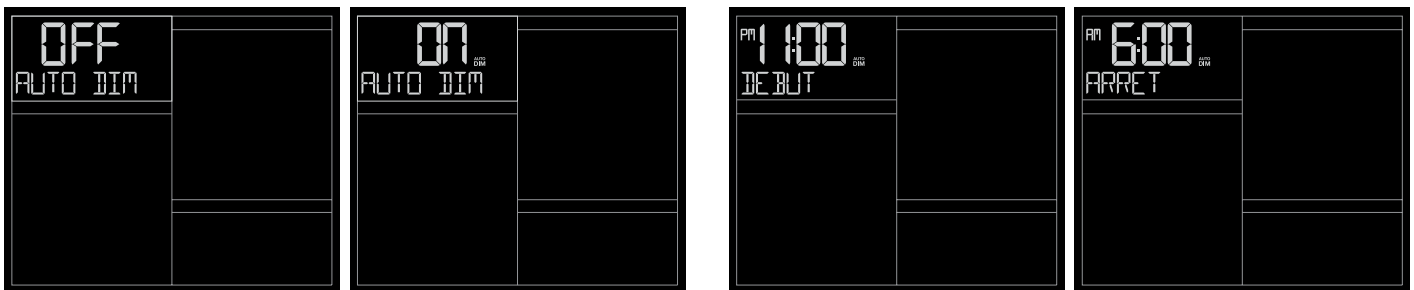 OFF
AUTO DIM
ON
AUTO DIM
AUTO DIM
PM 11:00
AUTO DIM
DEBUT
AM 6:00
AUTO DIM
ARRET